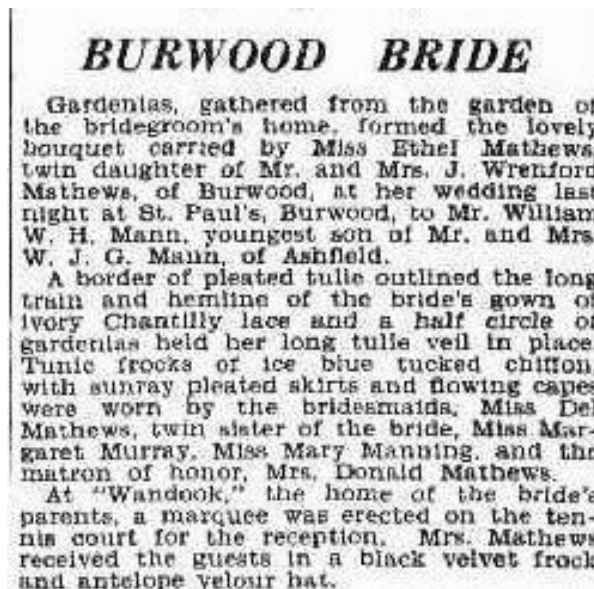 BURWOOD BRIDE
Gardenias, gathered from the garden of
the bridegroom's home, formed the lovely
bouquet carried by Miss Ethel Mathews,
twin daughter of Mr. and Mrs. J. Wrenford
Mathews, of Burwood, at her wedding last
night at St. Paul's, Burwood, to Mr. William
W. H. Mann, youngest son of Mr. and Mrs.
W. J. G. Mann, of Ashfield.
A border of pleated tulle outlined the long
train and hemline of the bride's gown of
ivory Chantilly lace and a half circle of
gardenias held her long tulle veil in place.
Tunic frocks of ice blue tucked chiffon,
with sunray pleated skirts and flowing capes
were worn by the bridesmaids, Miss Del
Mathews, twin sister of the bride, Miss Mar-
garet Murray, Miss Mary Manning, and the
matron of honor, Mrs. Donald Mathews.
At "Wandook," the home of the bride's
parents, a marquee was erected on the ten-
nis court for the reception. Mrs. Mathews
received the guests in a black velvet frock
and antelope velour hat.